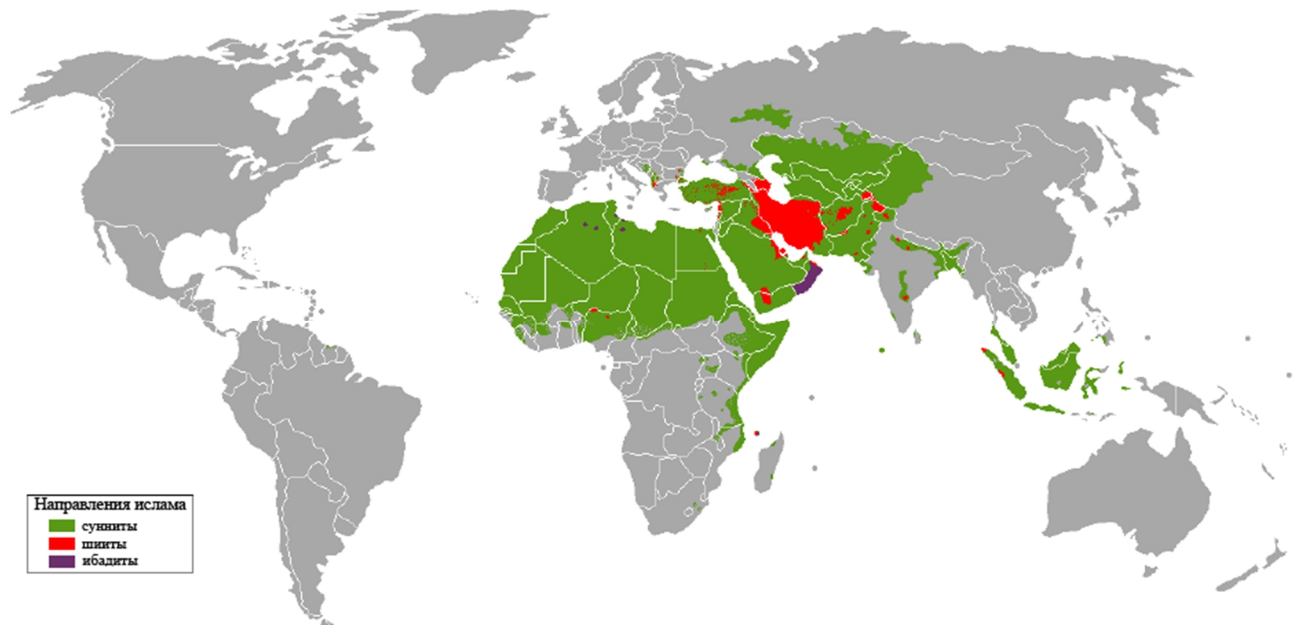 Направления ислама
сунниты
шииты
ибадиты